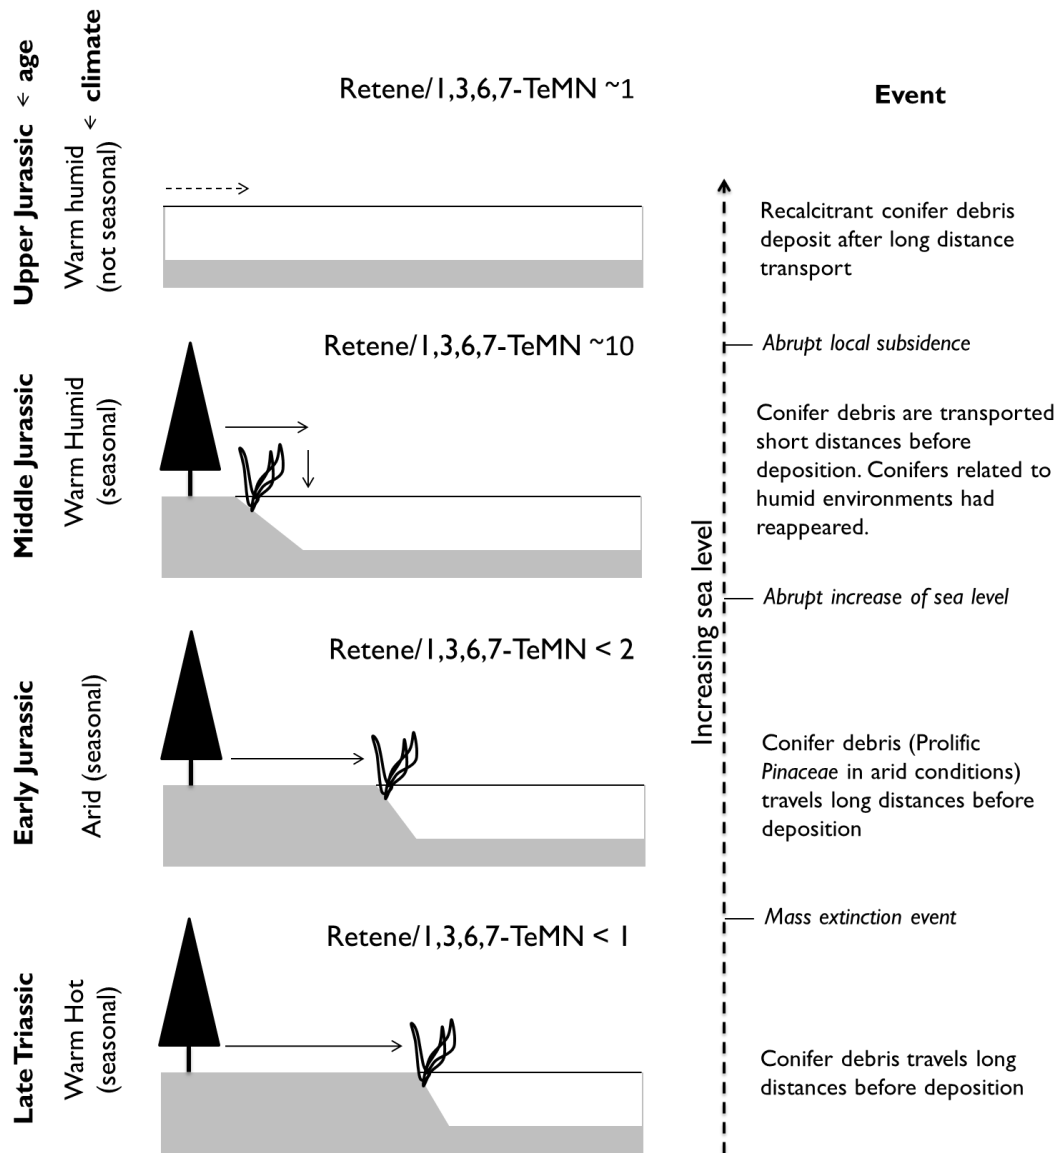 ← age
← climate
Retene/1,3,6,7-TeMN ~1
Event
Upper Jurassic
Warm humid
(not seasonal)
Recalcitrant conifer debris
deposit after long distance
transport
Retene/1,3,6,7-TeMN ~10
Abrupt local subsidence
Middle Jurassic
Warm Humid
(seasonal)
Conifer debris are transported
short distances before
deposition. Conifers related to
humid environments had
reappeared.
Increasing sea level
Abrupt increase of sea level
Retene/1,3,6,7-TeMN < 2
Early Jurassic
Arid (seasonal)
Conifer debris (Prolific
Pinaceae in arid conditions)
travels long distances before
deposition
Mass extinction event
Retene/1,3,6,7-TeMN < 1
Late Triassic
Warm Hot
(seasonal)
Conifer debris travels long
distances before deposition